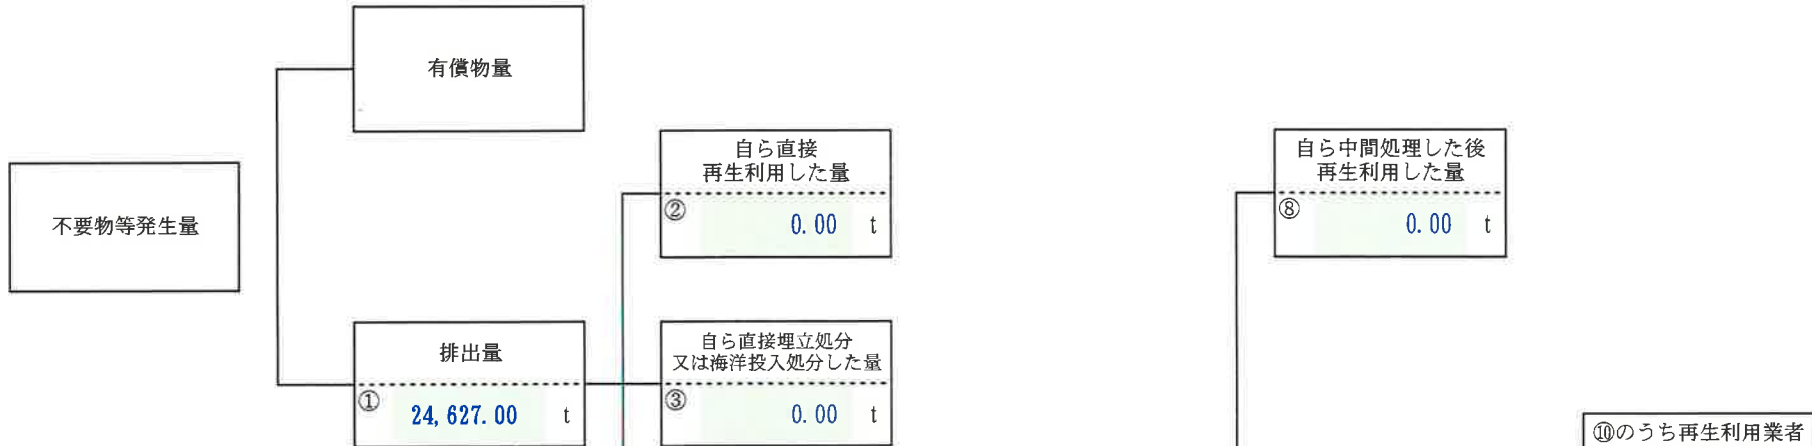 有償物量
不要物等発生量
自ら直接
再生利用した量
② 0.00 t
自ら中間処理した後
再生利用した量
⑧ 0.00 t
排出量
① 24,627.00 t
自ら直接埋立処分
又は海洋投入処分した量
③ 0.00 t
⑩のうち再生利用業者